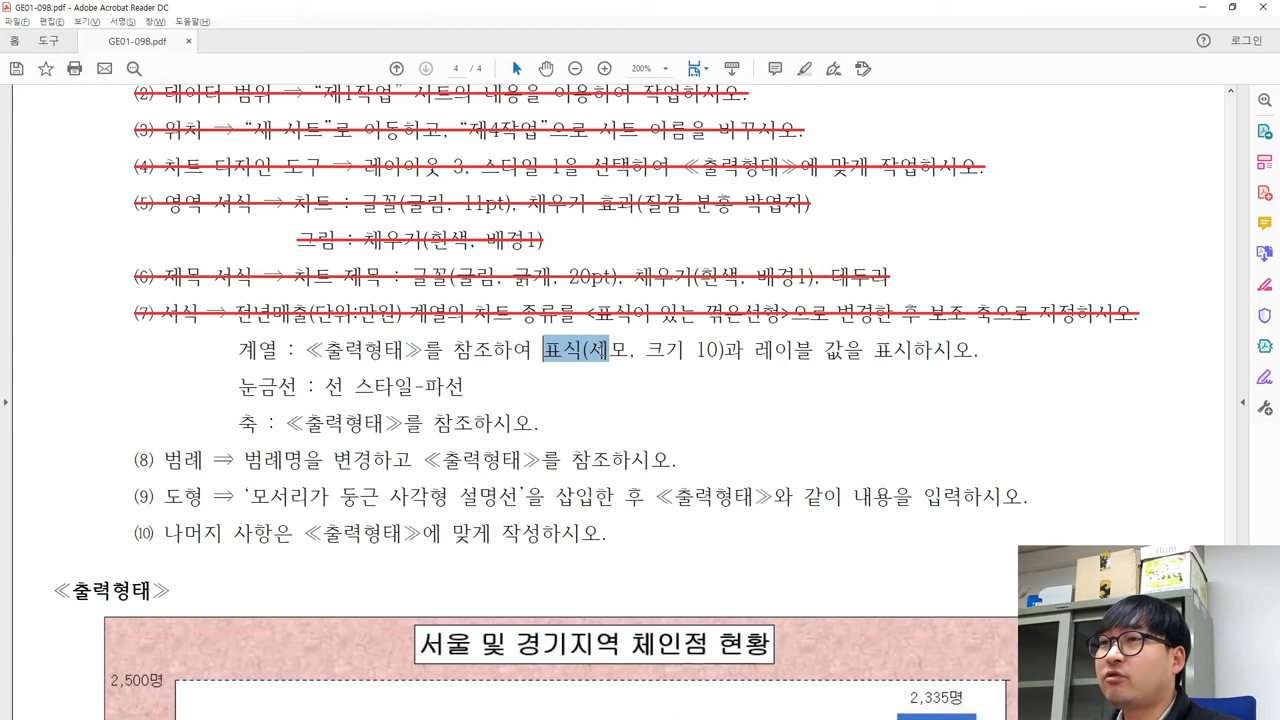 GE01-09B.pdf - Adobe Acrobat Reader DC
파일(F) 편집(E) 보기(V) 서명(S) 창(W) 도움말(H)
홈 도구 GE01-09B.pdf × 로그인
4 / 4 200%
(2) 데이터 범위 ⇒ “제1작업” 시트의 내용을 이용하여 작업하시오.
(3) 위치 ⇒ “새 시트”로 이동하고, “제4작업”으로 시트 이름을 바꾸시오.
(4) 차트 디자인 도구 ⇒ 레이아웃 3, 스타일 1을 선택하여 ≪출력형태≫에 맞게 작업하시오.
(5) 영역 서식 ⇒ 차트 : 글꼴(굴림, 11pt), 채우기 효과(질감-분홍 박엽지)
그림 : 채우기(흰색, 배경1)
(6) 제목 서식 ⇒ 차트 제목 : 글꼴(굴림, 굵게, 20pt), 채우기(흰색, 배경1), 테두리
(7) 서식 ⇒ 전년매출(단위:만원) 계열의 차트 종류를 <표식이 있는 꺾은선형>으로 변경한 후 보조 축으로 지정하시오.
계열 : ≪출력형태≫를 참조하여 표식(세모, 크기 10)과 레이블 값을 표시하시오.
눈금선 : 선 스타일-파선
축 : ≪출력형태≫를 참조하시오.
(8) 범례 ⇒ 범례명을 변경하고 ≪출력형태≫를 참조하시오.
(9) 도형 ⇒ ‘모서리가 둥근 사각형 설명선’을 삽입한 후 ≪출력형태≫와 같이 내용을 입력하시오.
(10) 나머지 사항은 ≪출력형태≫에 맞게 작성하시오.
≪출력형태≫
서울 및 경기지역 체인점 현황
2,500명
2,335명